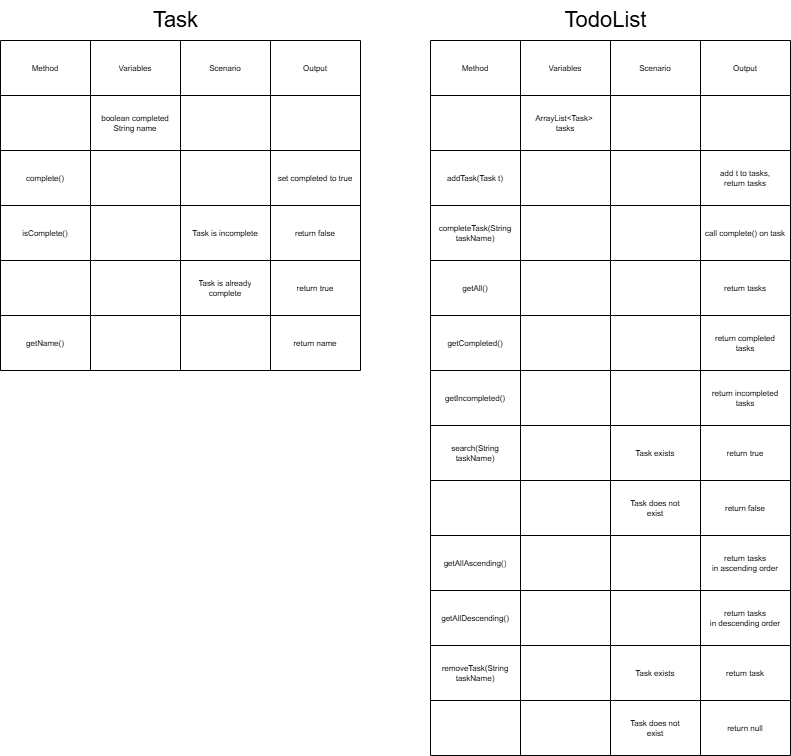 Task
Method
Variables
Scenario
Output
boolean completed
String name
complete()
set completed to true
isComplete()
Task is incomplete
return false
Task is already
complete
return true
getName()
return name
TodoList
Method
Variables
Scenario
Output
ArrayList<Task>
tasks
addTask(Task t)
add t to tasks,
return tasks
completeTask(String
taskName)
call complete() on task
getAll()
return tasks
getCompleted()
return completed
tasks
getIncompleted()
return incompleted
tasks
search(String
taskName)
Task exists
return true
Task does not
exist
return false
getAllAscending()
return tasks
in ascending order
getAllDescending()
return tasks
in descending order
removeTask(String
taskName)
Task exists
return task
Task does not
exist
return null